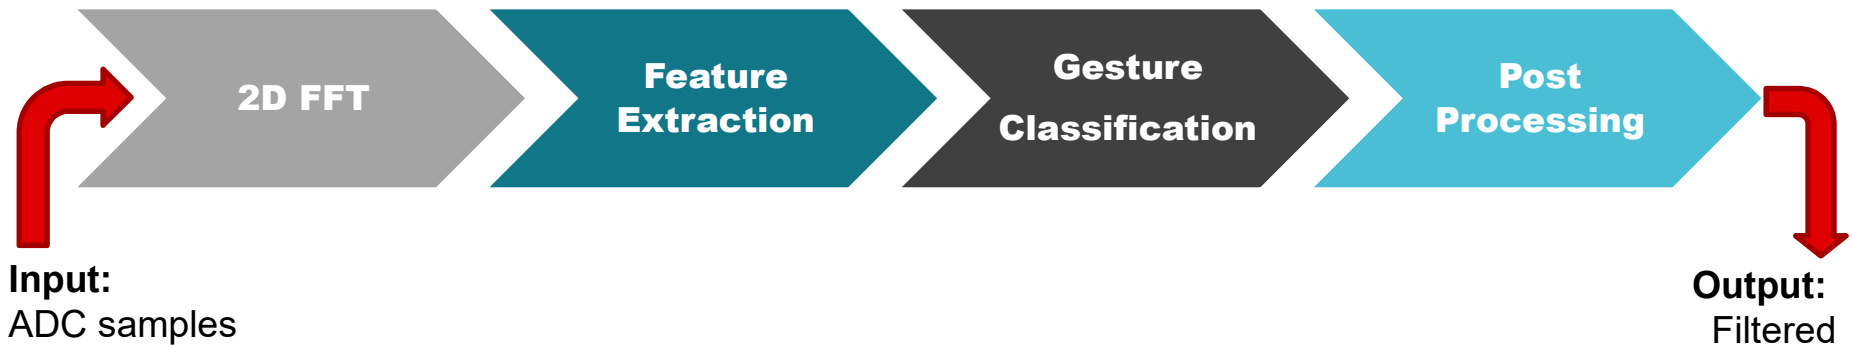 2D FFT
Feature
Extraction
Gesture
Classification
Post
Processing
Input:
ADC samples
Output:
Filtered